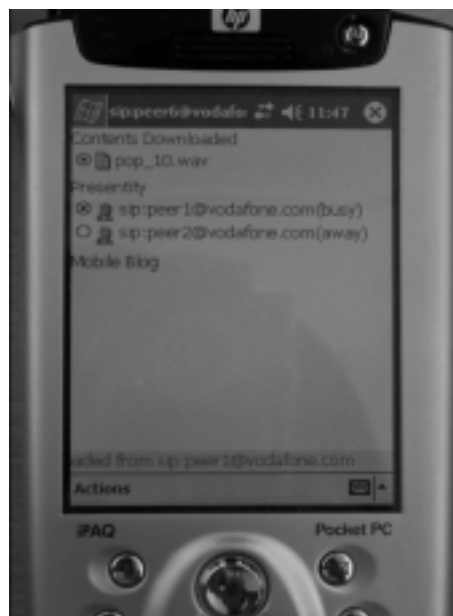 hp
sip:peer6@vodafo 11:47
Contents Downloaded
pop_10.wav
Presentity
sip:peer1@vodafone.com(busy)
sip:peer2@vodafone.com(away)
Mobile Blog
aded from sip:peer1@vodafone.com
Actions
iPAQ Pocket PC